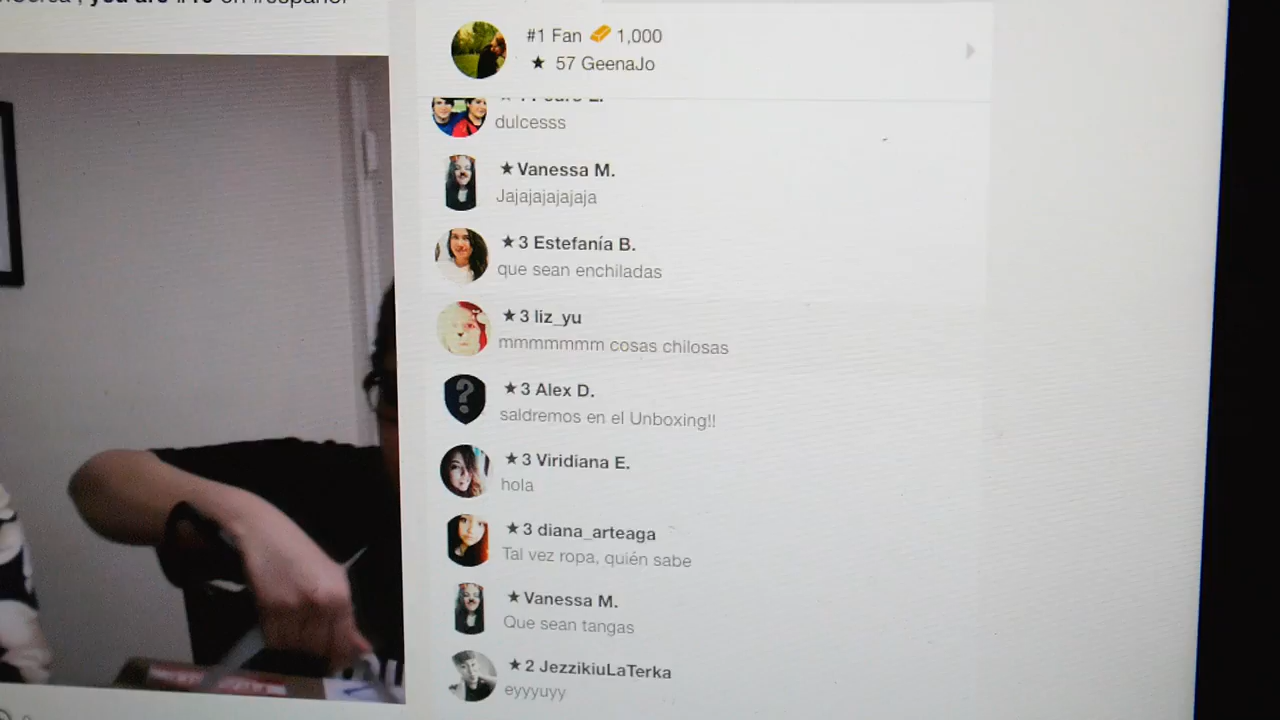 you are #10 on #español
#1 Fan 1,000
★ 57 GeenaJo
dulcesss
★ Vanessa M.
Jajajajajajaja
★ 3 Estefanía B.
que sean enchiladas
★ 3 liz_yu
mmmmmmm cosas chilosas
★ 3 Alex D.
saldremos en el Unboxing!!
★ 3 Viridiana E.
hola
★ 3 diana_arteaga
Tal vez ropa, quién sabe
★ Vanessa M.
Que sean tangas
★ 2 JezzikiuLaTerka
eyyyuyy